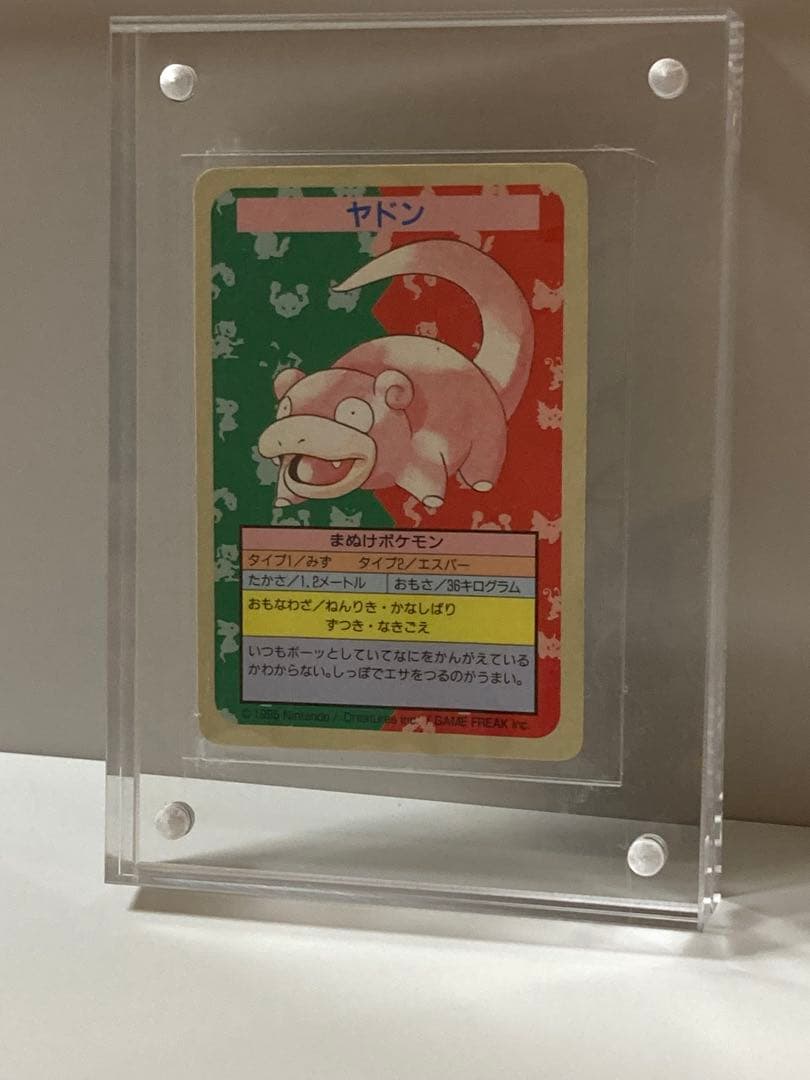 ヤドン
まぬけポケモン
タイプ1/みず タイプ2/エスパー
たかさ/1.2メートル おもさ/36キログラム
おもなわざ/ねんりき・かなしばり
ずつき・なきごえ
いつもボーッとしていてなにをかんがえている
かわからない。しっぽでエサをつるのがうまい。
© 1995 Nintendo / Creatures inc. / GAME FREAK inc.